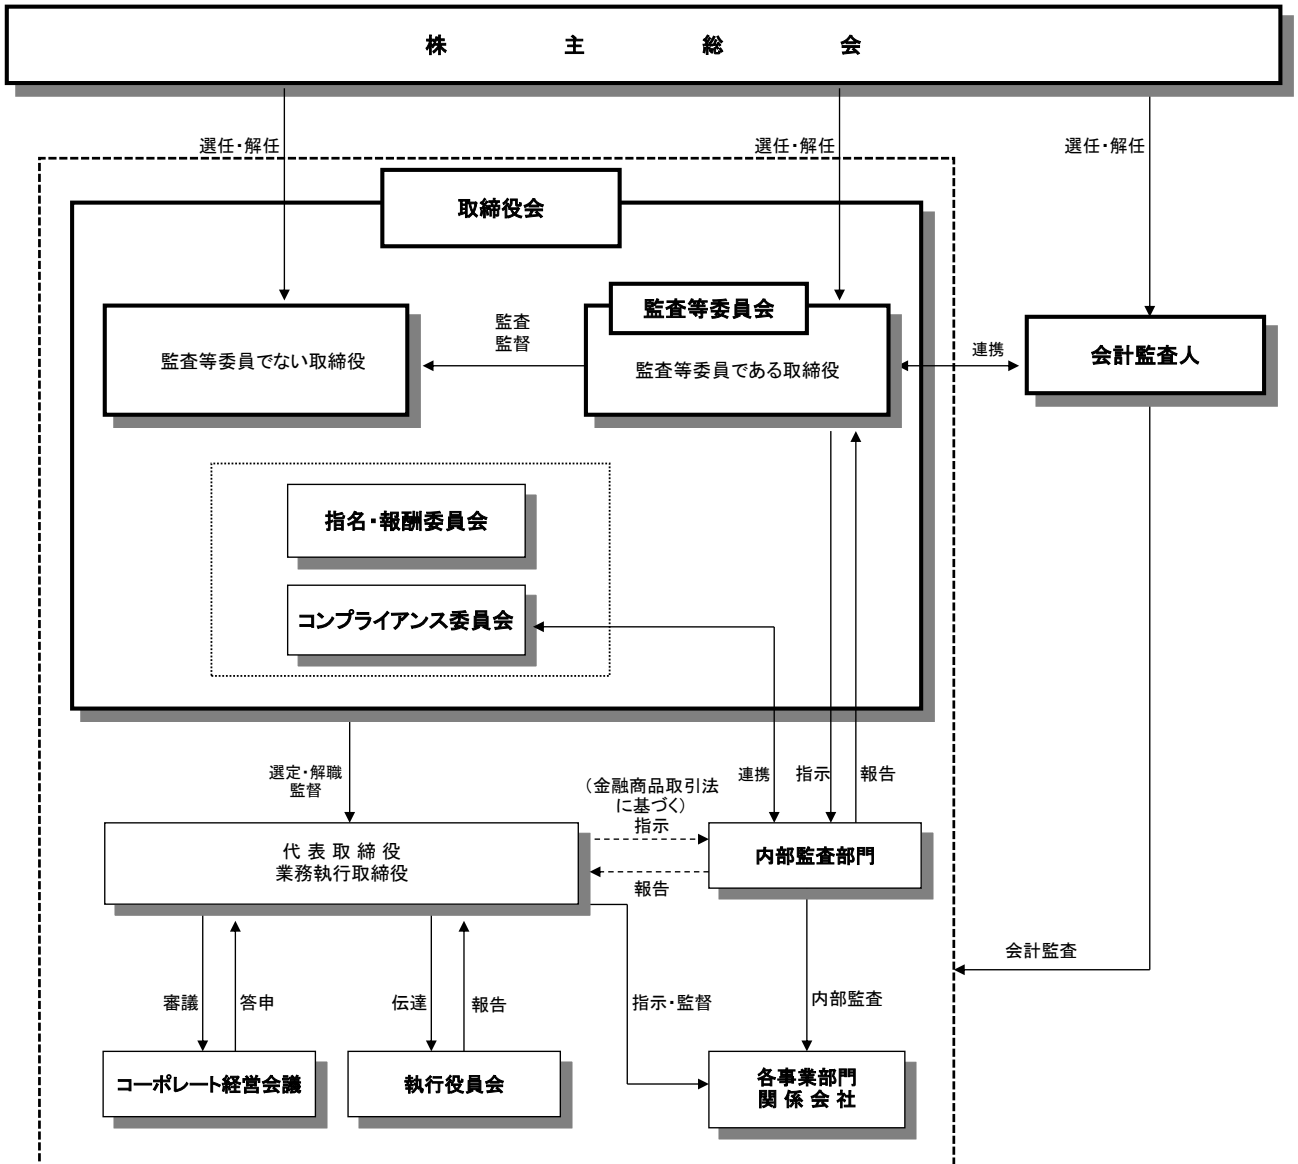 株主総会
選任・解任
選任・解任
選任・解任
取締役会
監査等委員会
監査
監督
監査等委員でない取締役
監査等委員である取締役
連携
会計監査人
指名・報酬委員会
コンプライアンス委員会
選定・解職
監督
(金融商品取引法
に基づく)
指示
連携
指示
報告
代表取締役
業務執行取締役
内部監査部門
報告
会計監査
審議
答申
伝達
報告
指示・監督
内部監査
コーポレート経営会議
執行役員会
各事業部門
関係会社